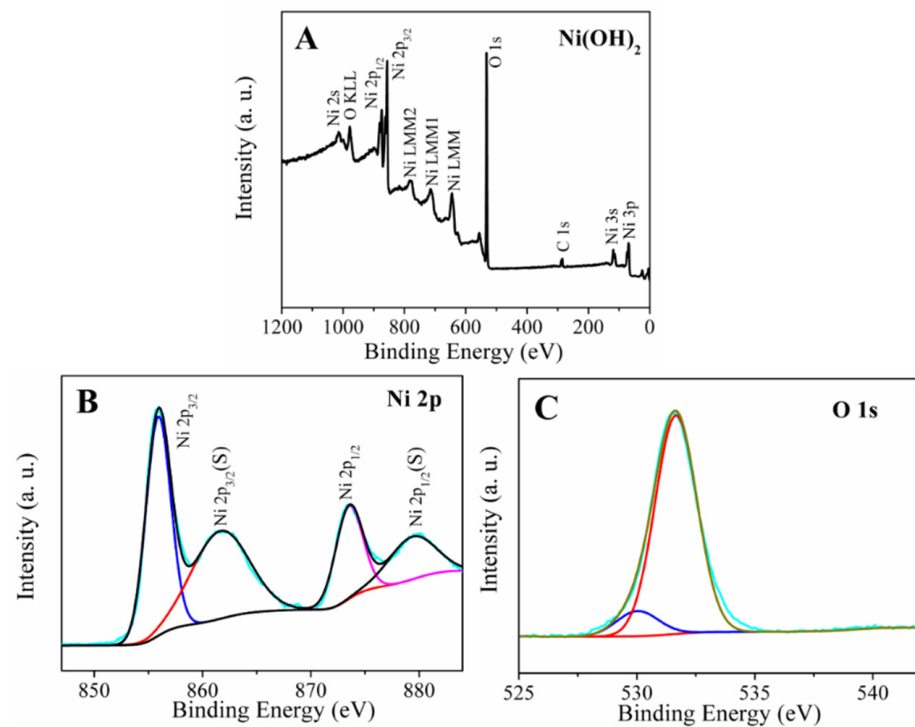 A
Ni(OH)₂
Intensity (a. u.)
Ni 2s
O KLL
Ni 2p₁/₂
Ni 2p₃/₂
Ni LMM2
Ni LMM1
Ni LMM
O 1s
C 1s
Ni 3s
Ni 3p
1200 1000 800 600 400 200 0
Binding Energy (eV)
B
Ni 2p
Intensity (a. u.)
Ni 2p₃/₂
Ni 2p₃/₂(S)
Ni 2p₁/₂
Ni 2p₁/₂(S)
850 860 870 880
Binding Energy (eV)
C
O 1s
Intensity (a. u.)
525 530 535 540
Binding Energy (eV)